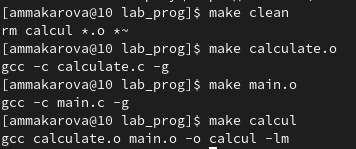 [ammakarova@10 lab_prog]$ make clean
rm calcul *.o *~
[ammakarova@10 lab_prog]$ make calculate.o
gcc -c calculate.c -g
[ammakarova@10 lab_prog]$ make main.o
gcc -c main.c -g
[ammakarova@10 lab_prog]$ make calcul
gcc calculate.o main.o -o calcul -lm